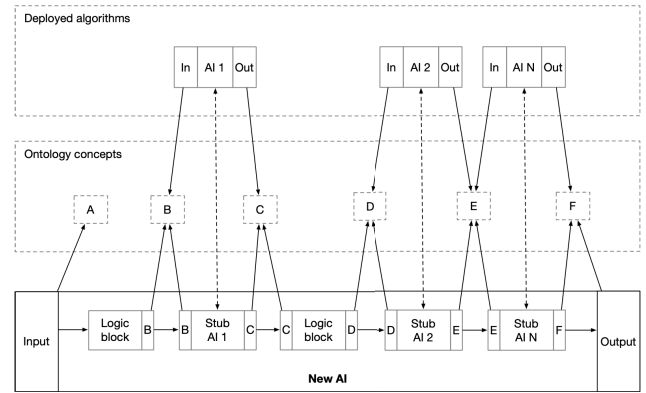 Deployed algorithms
In AI 1 Out In AI 2 Out In AI N Out
Ontology concepts
A B C D E F
Input Logic block B B Stub AI 1 C C Logic block D D Stub AI 2 E E Stub AI N F Output
New AI